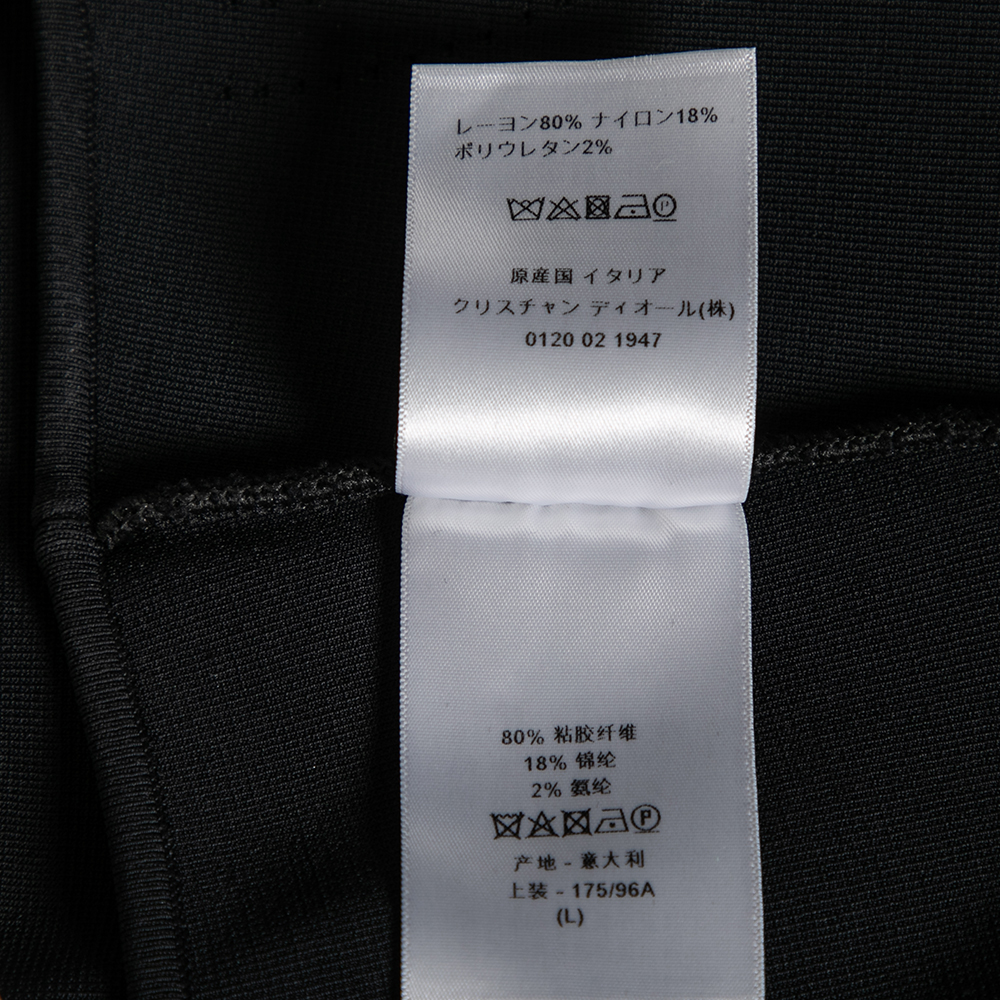 レーヨン80% ナイロン18%
ポリウレタン2%
P
原産国 イタリア
クリスチャン ディオール(株)
0120 02 1947
80% 粘胶纤维
18% 锦纶
2% 氨纶
P
产地 - 意大利
上装 - 175/96A
(L)